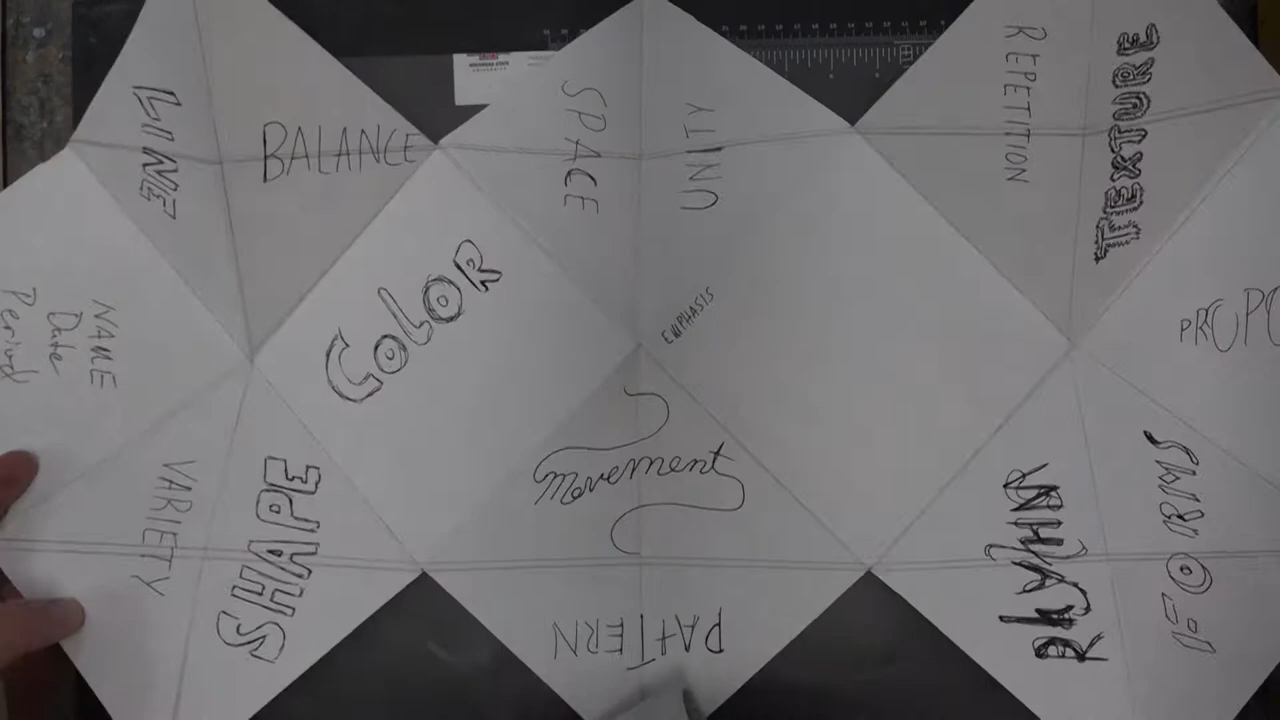 LINE
BALANCE
SPACE
UNITY
REPETITION
TEXTURE
COLOR
EMPHASIS
NAME
Date
Period
PROPO
Movement
VARIETY
SHAPE
RHYTHM
FORMS
PATTERN